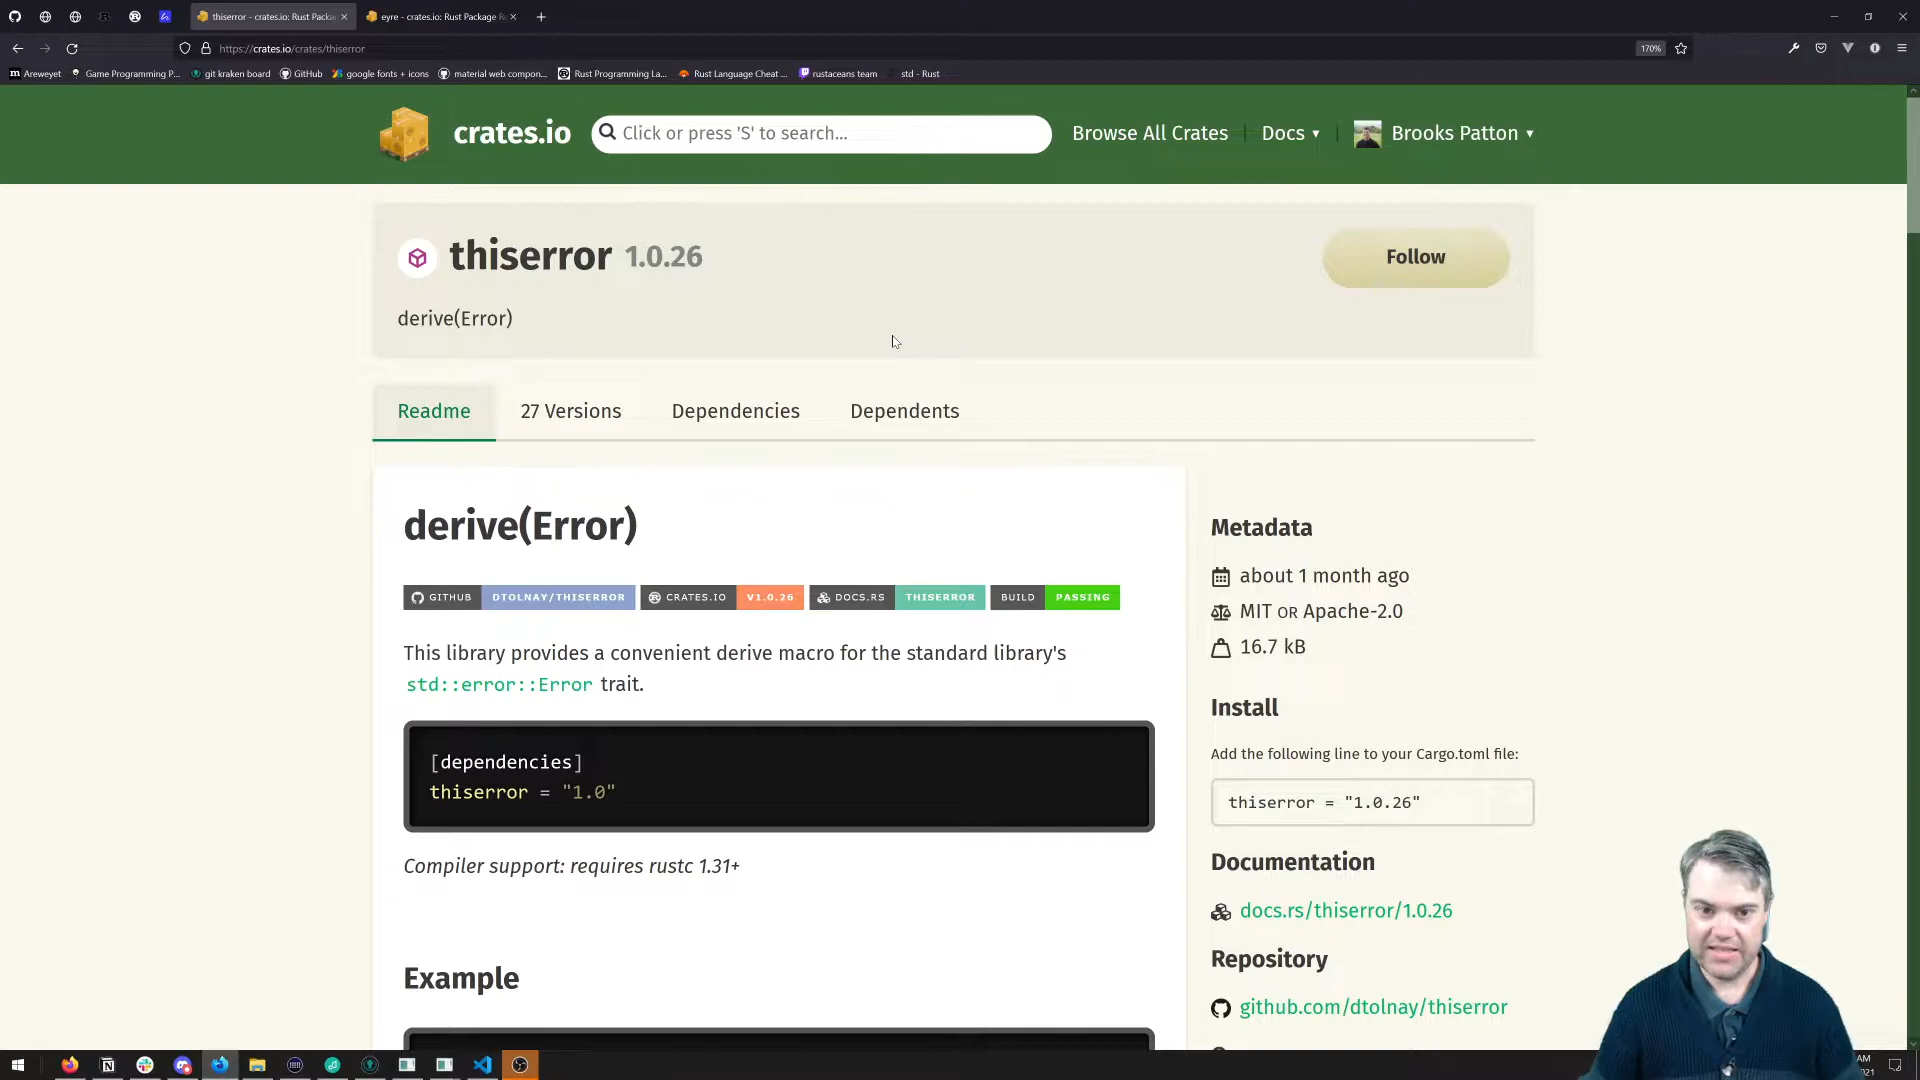 thiserror - crates.io: Rust Packa
eyre - crates.io: Rust Package Re
https://crates.io/crates/thiserror
170%
Areweyet
Game Programming P...
git kraken board
GitHub
google fonts + icons
material web compon...
Rust Programming La...
Rust Language Cheat ...
rustaceans team
std - Rust
crates.io
Click or press 'S' to search...
Browse All Crates
Docs
Brooks Patton
thiserror 1.0.26
Follow
derive(Error)
Readme
27 Versions
Dependencies
Dependents
derive(Error)
GITHUB DTOLNAY/THISERROR
CRATES.IO V1.0.26
DOCS.RS THISERROR
BUILD PASSING
This library provides a convenient derive macro for the standard library's
std::error::Error trait.
[dependencies]
thiserror = "1.0"
Compiler support: requires rustc 1.31+
Example
Metadata
about 1 month ago
MIT OR Apache-2.0
16.7 kB
Install
Add the following line to your Cargo.toml file:
thiserror = "1.0.26"
Documentation
docs.rs/thiserror/1.0.26
Repository
github.com/dtolnay/thiserror
AM